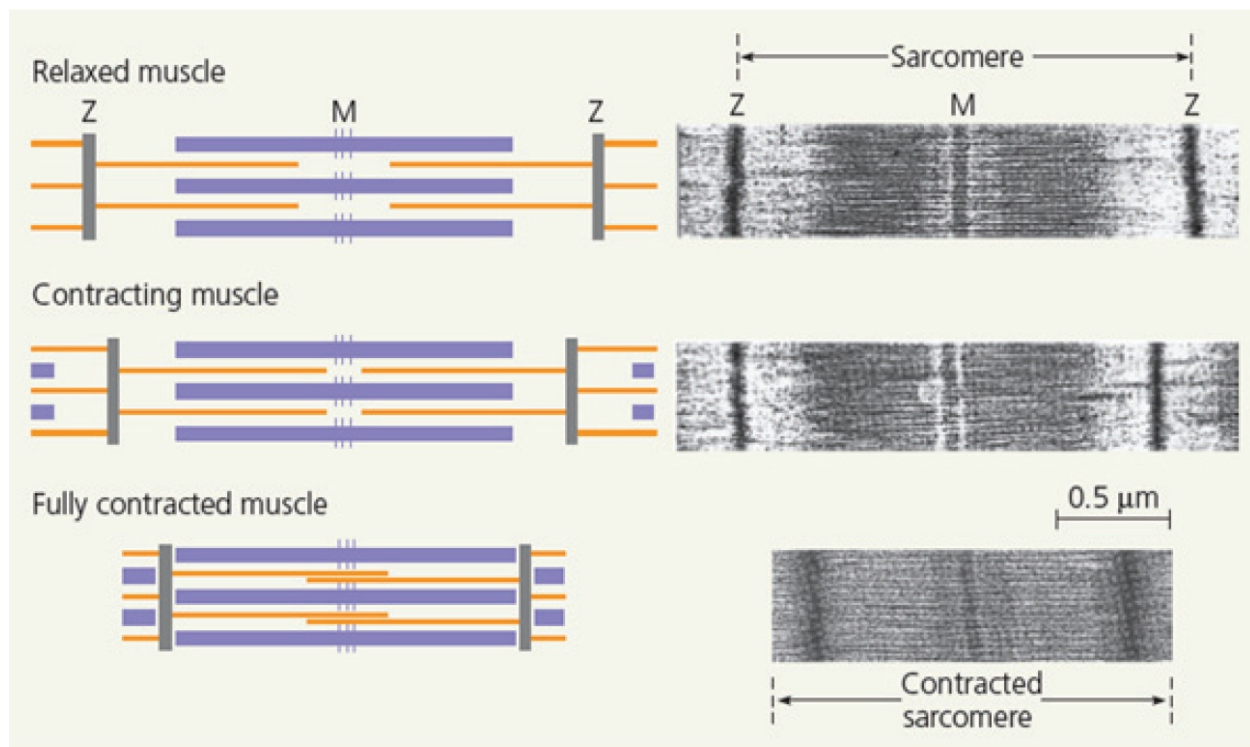 Relaxed muscle
Z M Z
Sarcomere
Z M Z
Contracting muscle
Fully contracted muscle
0.5 μm
Contracted
sarcomere